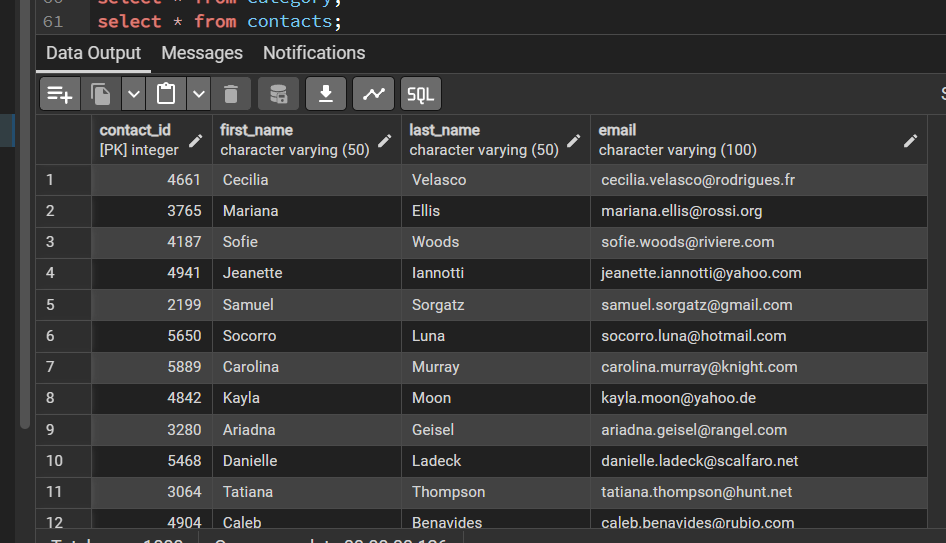 61 select * from contacts;
Data Output Messages Notifications
SQL
contact_id first_name last_name email
[PK] integer character varying (50) character varying (50) character varying (100)
1 4661 Cecilia Velasco cecilia.velasco@rodrigues.fr
2 3765 Mariana Ellis mariana.ellis@rossi.org
3 4187 Sofie Woods sofie.woods@riviere.com
4 4941 Jeanette Iannotti jeanette.iannotti@yahoo.com
5 2199 Samuel Sorgatz samuel.sorgatz@gmail.com
6 5650 Socorro Luna socorro.luna@hotmail.com
7 5889 Carolina Murray carolina.murray@knight.com
8 4842 Kayla Moon kayla.moon@yahoo.de
9 3280 Ariadna Geisel ariadna.geisel@rangel.com
10 5468 Danielle Ladeck danielle.ladeck@scalfaro.net
11 3064 Tatiana Thompson tatiana.thompson@hunt.net
12 4904 Caleb Benavides caleb.benavides@rubio.com